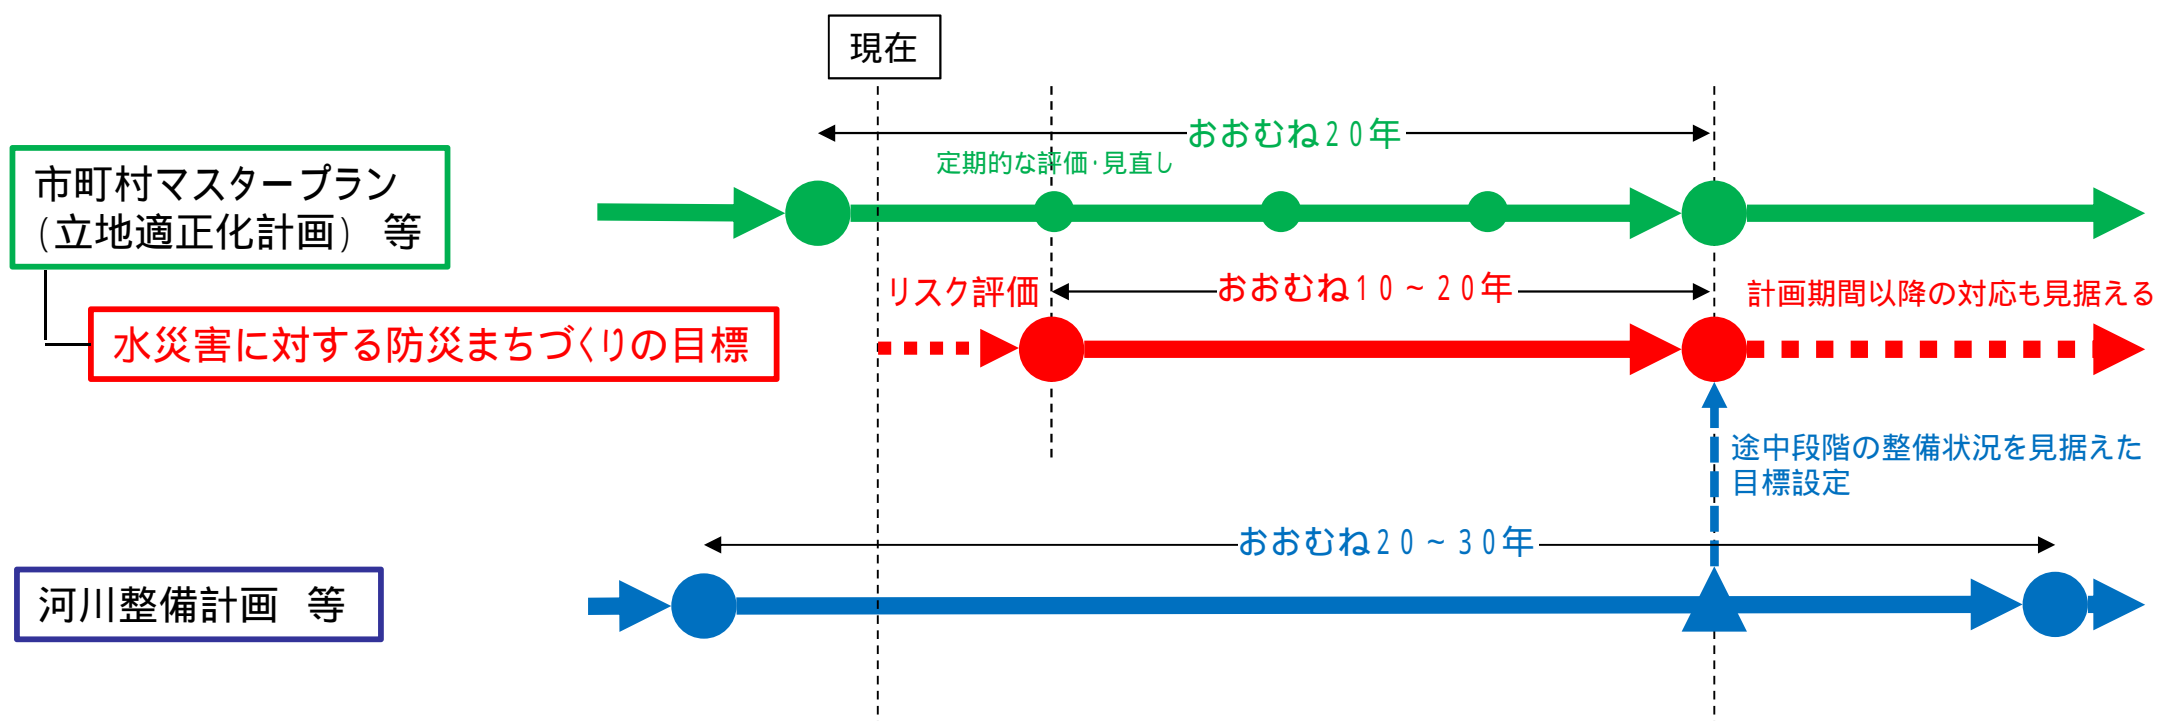 現在
おおむね20年
定期的な評価・見直し
市町村マスタープラン
(立地適正化計画) 等
リスク評価
おおむね10～20年
計画期間以降の対応も見据える
水災害に対する防災まちづくりの目標
途中段階の整備状況を見据えた
目標設定
おおむね20～30年
河川整備計画 等